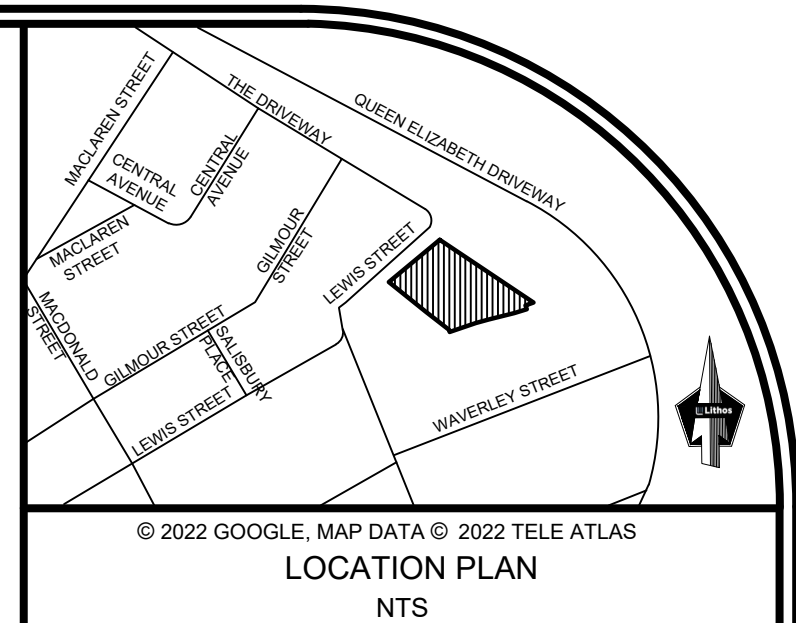 MACLAREN STREET
THE DRIVEWAY
QUEEN ELIZABETH DRIVEWAY
CENTRAL
AVENUE
CENTRAL
AVENUE
MACLAREN
STREET
GILMOUR
STREET
LEWIS STREET
MACDONALD
STREET
GILMOUR STREET
SALISBURY
PLACE
LEWIS STREET
WAVERLEY STREET
Lithos
© 2022 GOOGLE, MAP DATA © 2022 TELE ATLAS
LOCATION PLAN
NTS